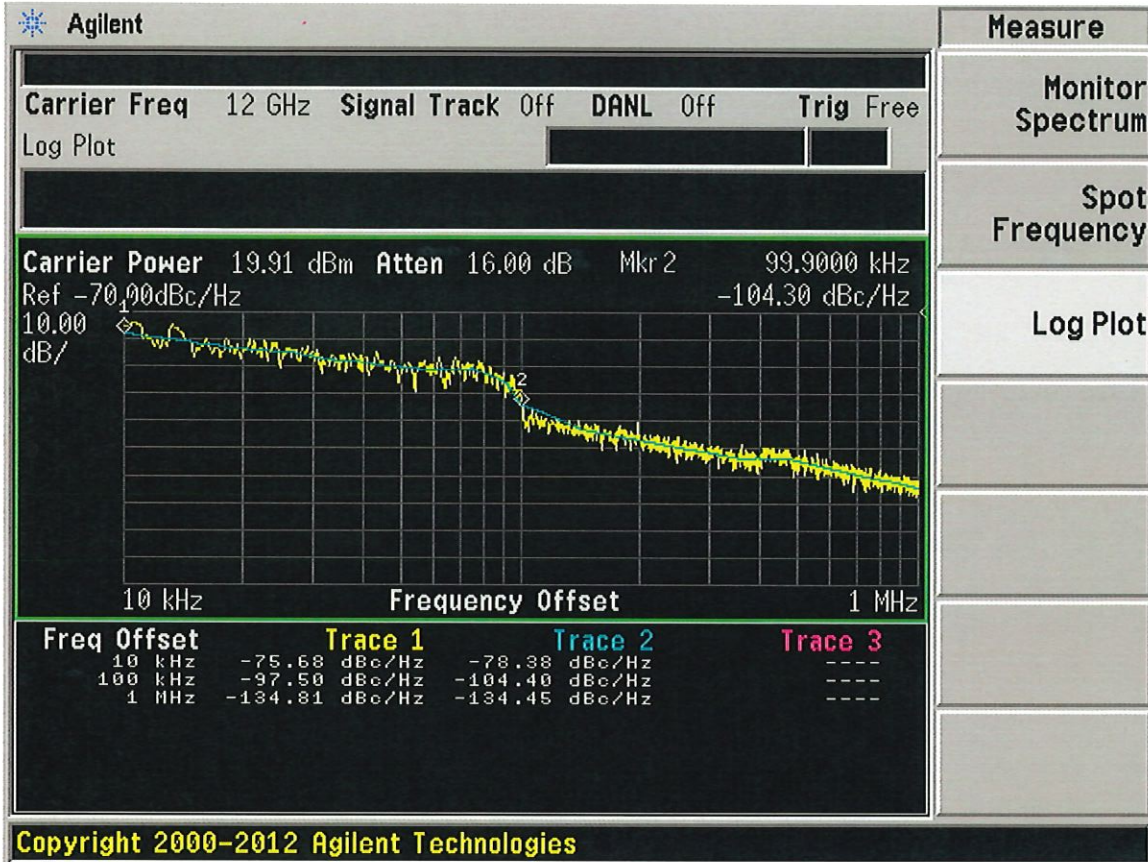 Agilent
Measure
Carrier Freq 12 GHz Signal Track Off DANL Off Trig Free
Log Plot
Monitor
Spectrum
Spot
Frequency
Log Plot
Carrier Power 19.91 dBm Atten 16.00 dB Mkr 2 99.9000 kHz
Ref -70.00dBc/Hz -104.30 dBc/Hz
10.00
dB/
1
2
10 kHz Frequency Offset 1 MHz
Freq Offset Trace 1 Trace 2 Trace 3
10 kHz -75.68 dBc/Hz -78.38 dBc/Hz ----
100 kHz -97.50 dBc/Hz -104.40 dBc/Hz ----
1 MHz -134.81 dBc/Hz -134.45 dBc/Hz ----
Copyright 2000-2012 Agilent Technologies